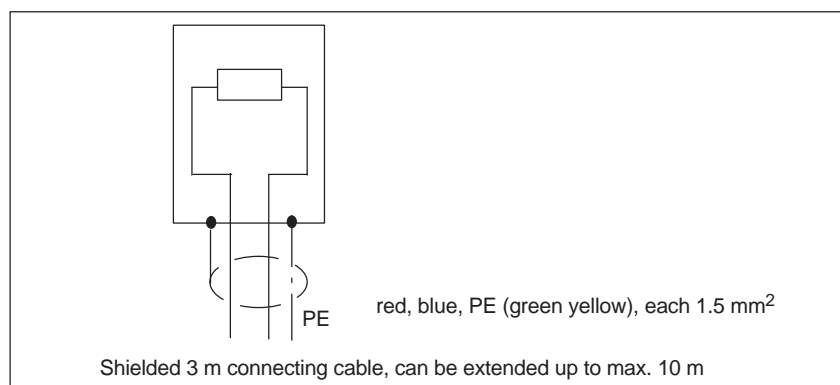 PE
red, blue, PE (green yellow), each 1.5 mm²
Shielded 3 m connecting cable, can be extended up to max. 10 m